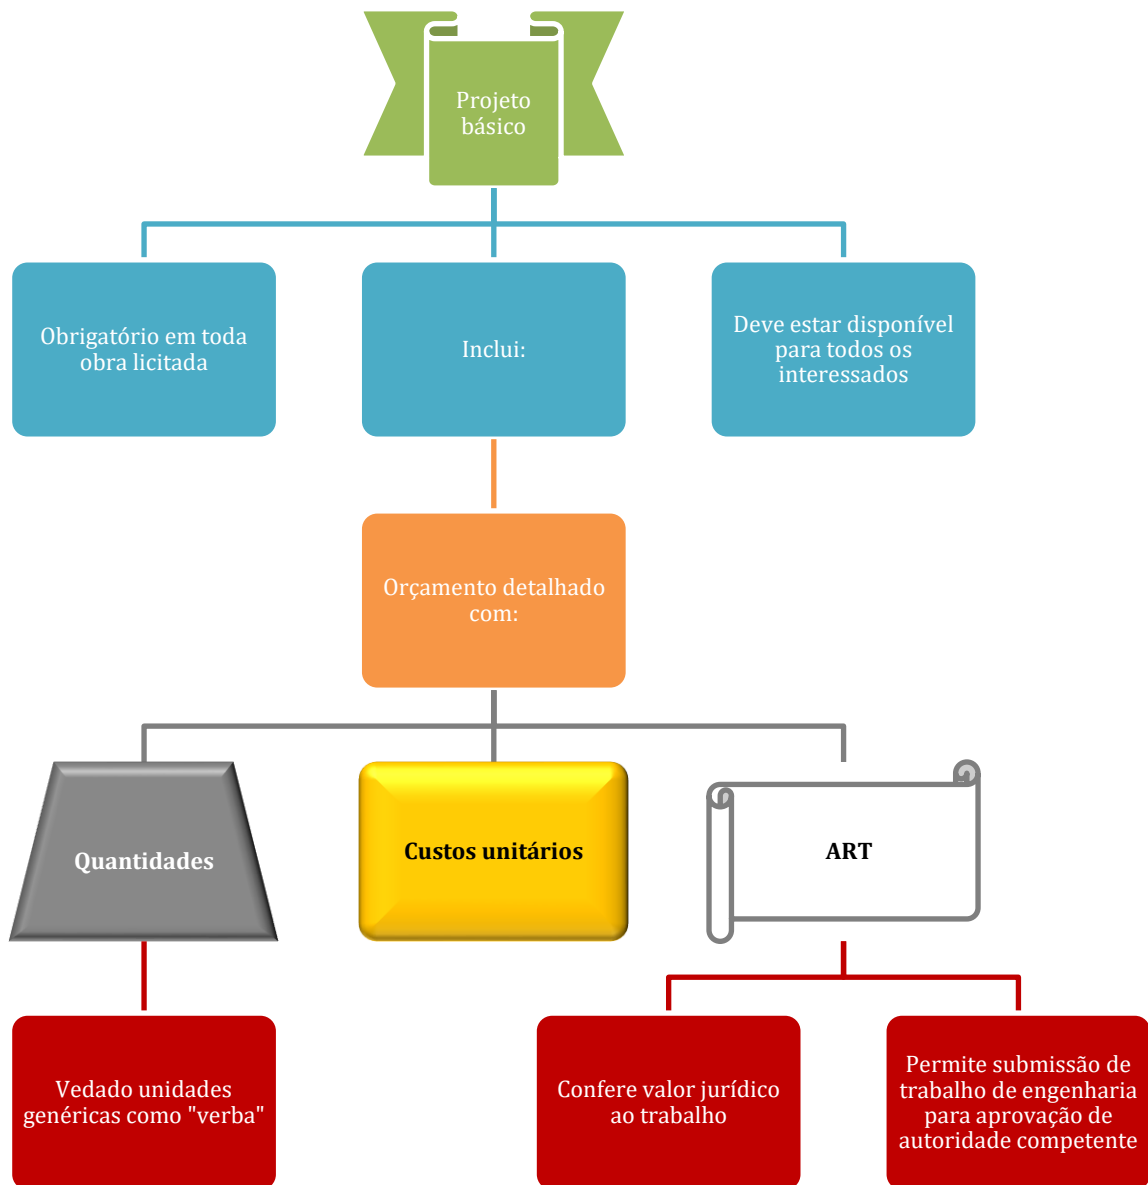 Projeto
básico
Obrigatório em toda
obra licitada
Inclui:
Deve estar disponível
para todos os
interessados
Orçamento detalhado
com:
Quantidades
Custos unitários
ART
Vedado unidades
genéricas como "verba"
Confere valor jurídico
ao trabalho
Permite submissão de
trabalho de engenharia
para aprovação de
autoridade competente